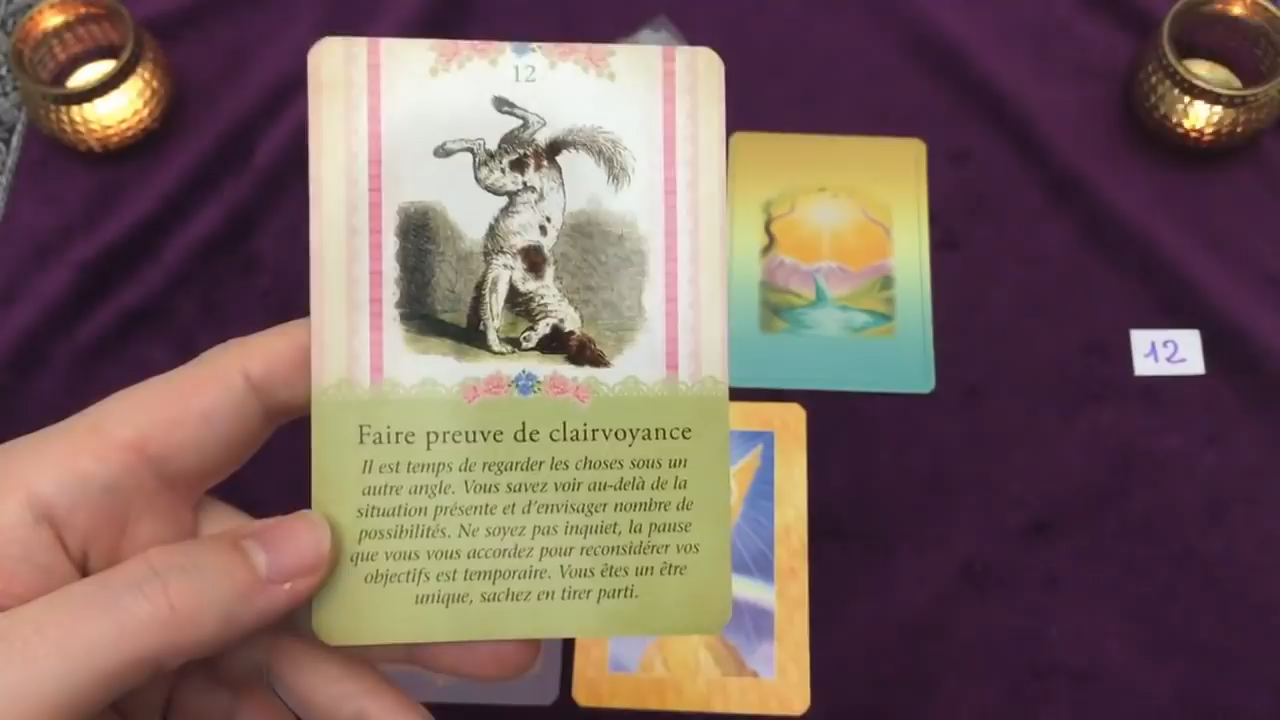 12
Faire preuve de clairvoyance
Il est temps de regarder les choses sous un
autre angle. Vous savez voir au-delà de la
situation présente et d'envisager nombre de
possibilités. Ne soyez pas inquiet, la pause
que vous vous accordez pour reconsidérer vos
objectifs est temporaire. Vous êtes un être
unique, sachez en tirer parti.
12